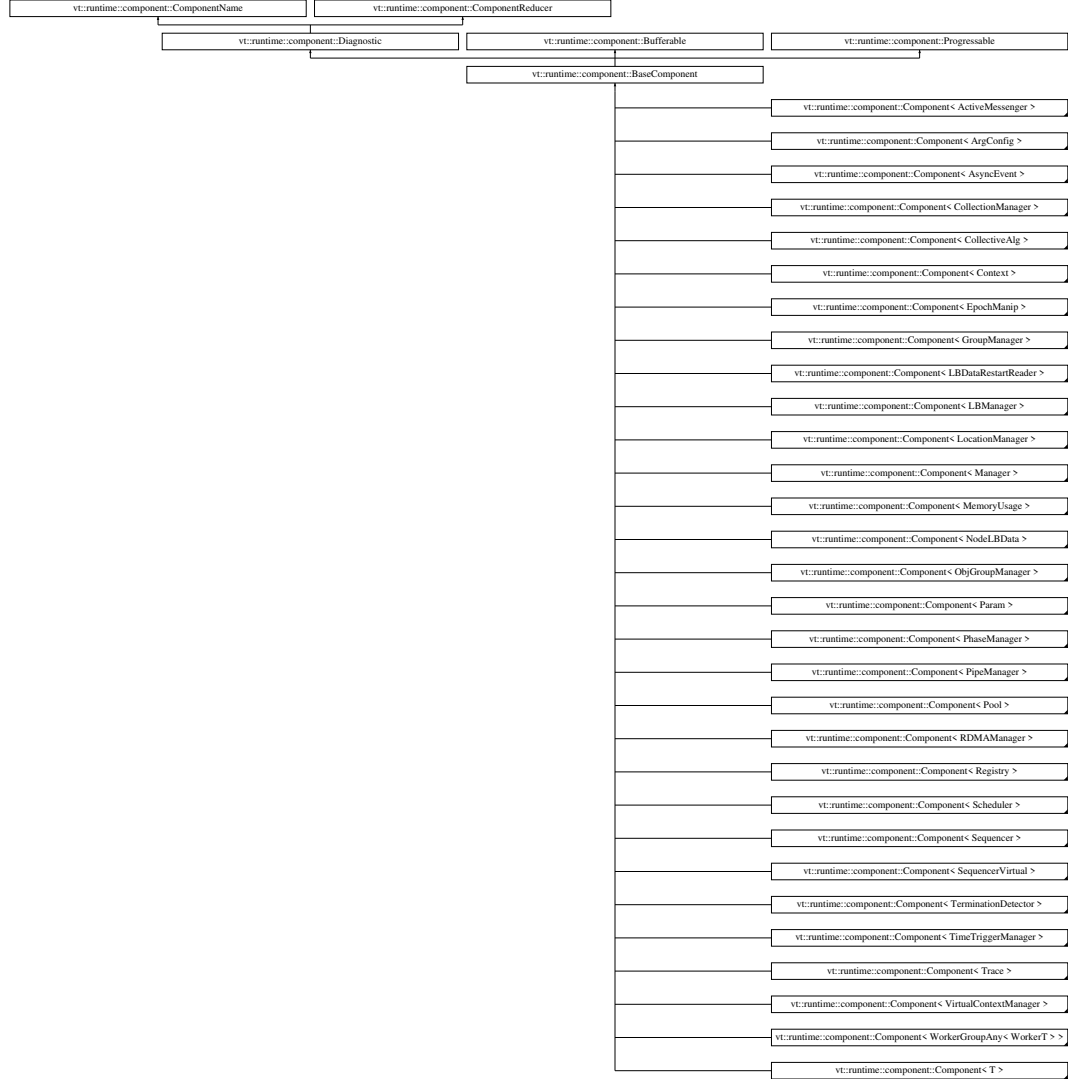 vt::runtime::component::ComponentName
vt::runtime::component::ComponentReducer
vt::runtime::component::Diagnostic
vt::runtime::component::Bufferable
vt::runtime::component::Progressable
vt::runtime::component::BaseComponent
vt::runtime::component::Component< ActiveMessenger >
vt::runtime::component::Component< ArgConfig >
vt::runtime::component::Component< AsyncEvent >
vt::runtime::component::Component< CollectionManager >
vt::runtime::component::Component< CollectiveAlg >
vt::runtime::component::Component< Context >
vt::runtime::component::Component< EpochManip >
vt::runtime::component::Component< GroupManager >
vt::runtime::component::Component< LBDataRestartReader >
vt::runtime::component::Component< LBManager >
vt::runtime::component::Component< LocationManager >
vt::runtime::component::Component< Manager >
vt::runtime::component::Component< MemoryUsage >
vt::runtime::component::Component< NodeLBData >
vt::runtime::component::Component< ObjGroupManager >
vt::runtime::component::Component< Param >
vt::runtime::component::Component< PhaseManager >
vt::runtime::component::Component< PipeManager >
vt::runtime::component::Component< Pool >
vt::runtime::component::Component< RDMAManager >
vt::runtime::component::Component< Registry >
vt::runtime::component::Component< Scheduler >
vt::runtime::component::Component< Sequencer >
vt::runtime::component::Component< SequencerVirtual >
vt::runtime::component::Component< TerminationDetector >
vt::runtime::component::Component< TimeTriggerManager >
vt::runtime::component::Component< Trace >
vt::runtime::component::Component< VirtualContextManager >
vt::runtime::component::Component< WorkerGroupAny< WorkerT > >
vt::runtime::component::Component< T >